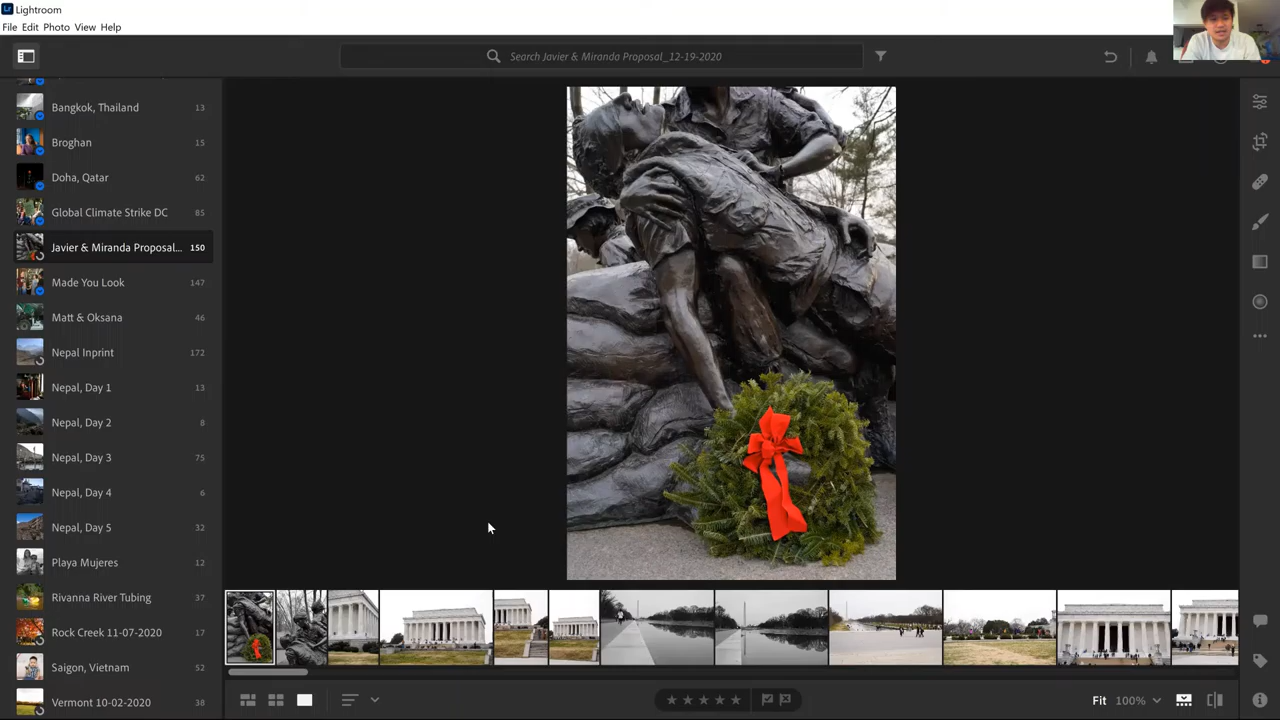 Lr Lightroom
File Edit Photo View Help
Search Javier & Miranda Proposal_12-19-2020
Bangkok, Thailand 13
Broghan 15
Doha, Qatar 62
Global Climate Strike DC 85
Javier & Miranda Proposal... 150
Made You Look 147
Matt & Oksana 46
Nepal Inprint 172
Nepal, Day 1 13
Nepal, Day 2 8
Nepal, Day 3 75
Nepal, Day 4 6
Nepal, Day 5 32
Playa Mujeres 12
Rivanna River Tubing 37
Rock Creek 11-07-2020 17
Saigon, Vietnam 52
Vermont 10-02-2020 38
Fit 100%